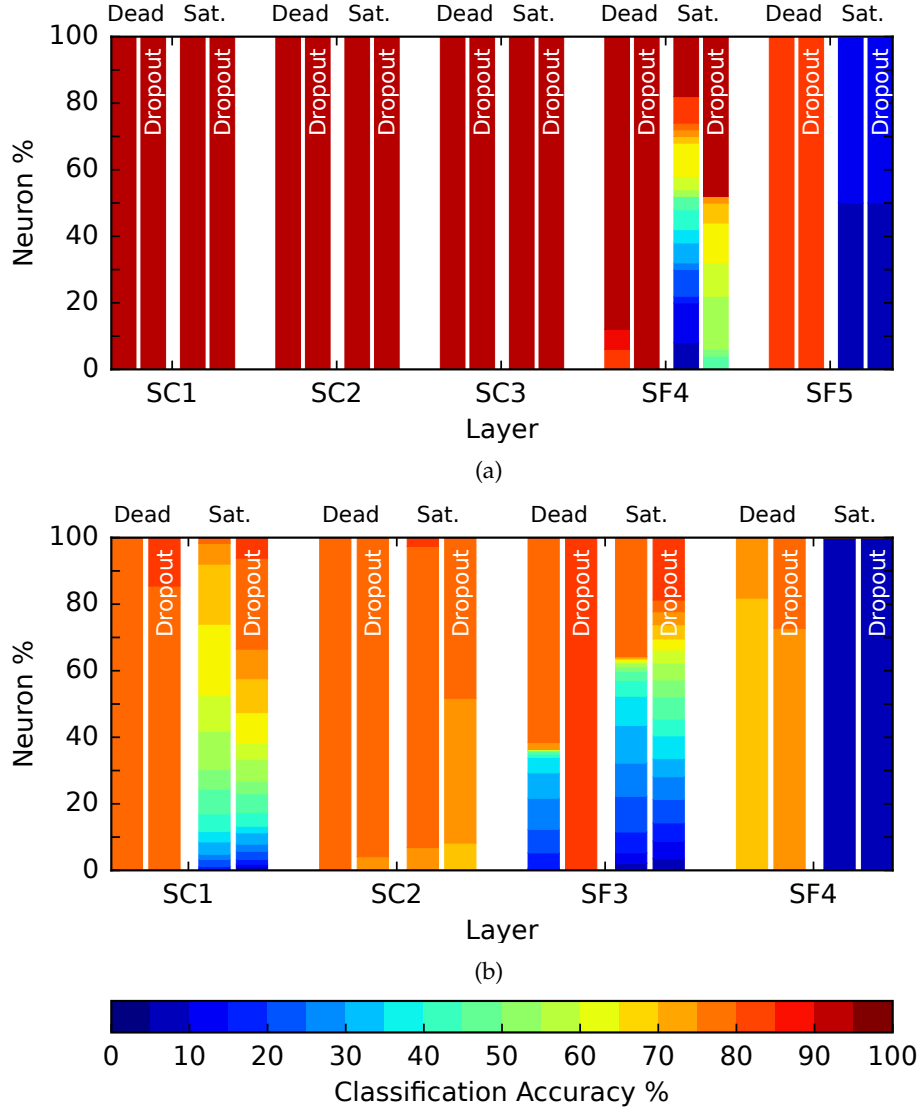 Dead Sat. Dead Sat. Dead Sat. Dead Sat. Dead Sat.
100
80
60
40
20
0
Neuron %
Dropout Dropout Dropout Dropout Dropout Dropout Dropout Dropout Dropout Dropout
SC1 SC2 SC3 SF4 SF5
Layer
(a)
Dead Sat. Dead Sat. Dead Sat. Dead Sat.
100
80
60
40
20
0
Neuron %
Dropout Dropout Dropout Dropout Dropout Dropout Dropout Dropout
SC1 SC2 SF3 SF4
Layer
(b)
0 10 20 30 40 50 60 70 80 90 100
Classification Accuracy %